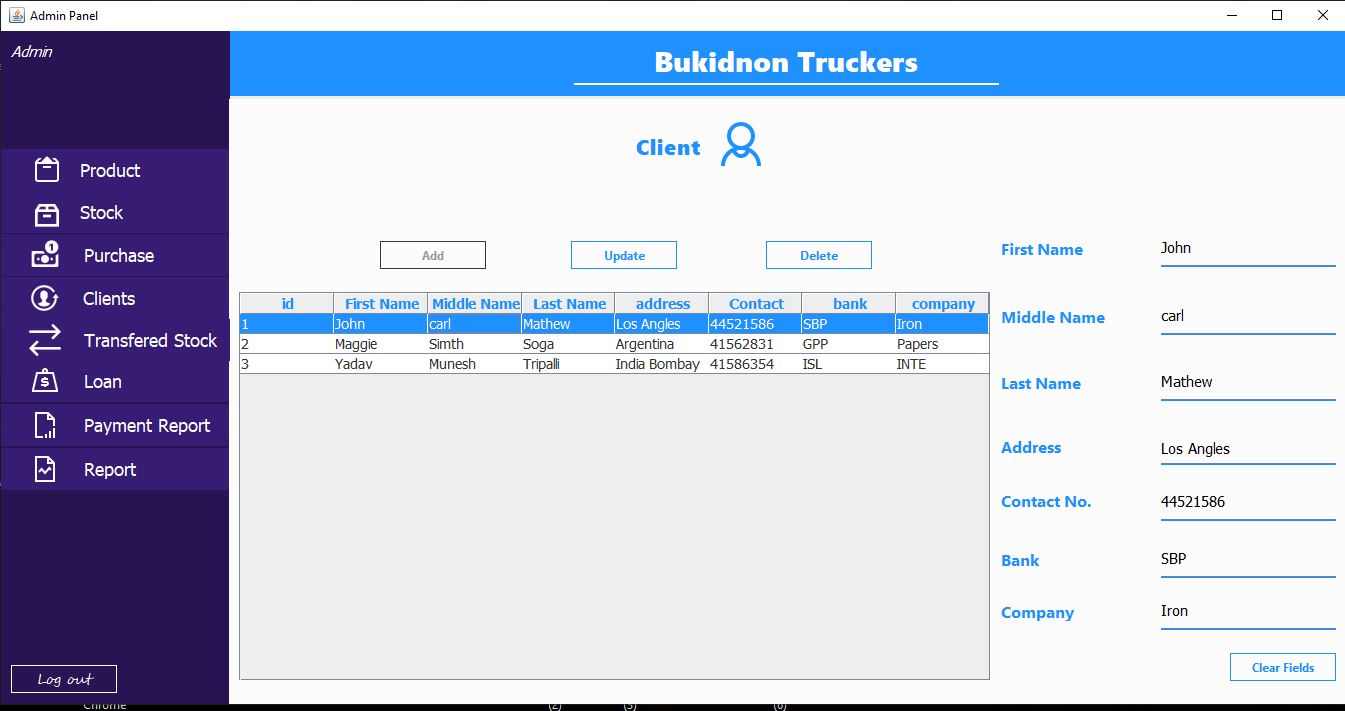 Admin Panel
Admin
Bukidnon Truckers
Client
Product
Stock
1
Purchase
Clients
Transfered Stock
Loan
Payment Report
Report
Log out
Add Update Delete
id First Name Middle Name Last Name address Contact bank company
1 John carl Mathew Los Angles 44521586 SBP Iron
2 Maggie Simth Soga Argentina 41562831 GPP Papers
3 Yadav Munesh Tripalli India Bombay 41586354 ISL INTE
First Name John
Middle Name carl
Last Name Mathew
Address Los Angles
Contact No. 44521586
Bank SBP
Company Iron
Clear Fields
Chrome (2) (5) (6)